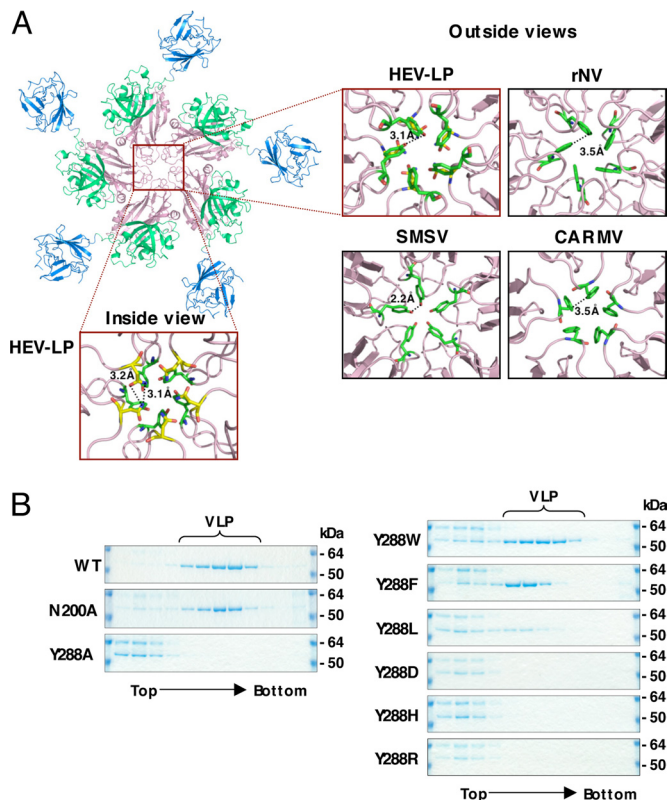 A
Outside views
HEV-LP
rNV
3.1Å
3.5Å
SMSV
CARMV
2.2Å
3.5Å
Inside view
HEV-LP
3.2Å
3.1Å
B
VLP
kDa
WT
- 64
- 50
N200A
- 64
- 50
Y288A
- 64
- 50
Top
Bottom
VLP
kDa
Y288W
- 64
- 50
Y288F
- 64
- 50
Y288L
- 64
- 50
Y288D
- 64
- 50
Y288H
- 64
- 50
Y288R
- 64
- 50
Top
Bottom